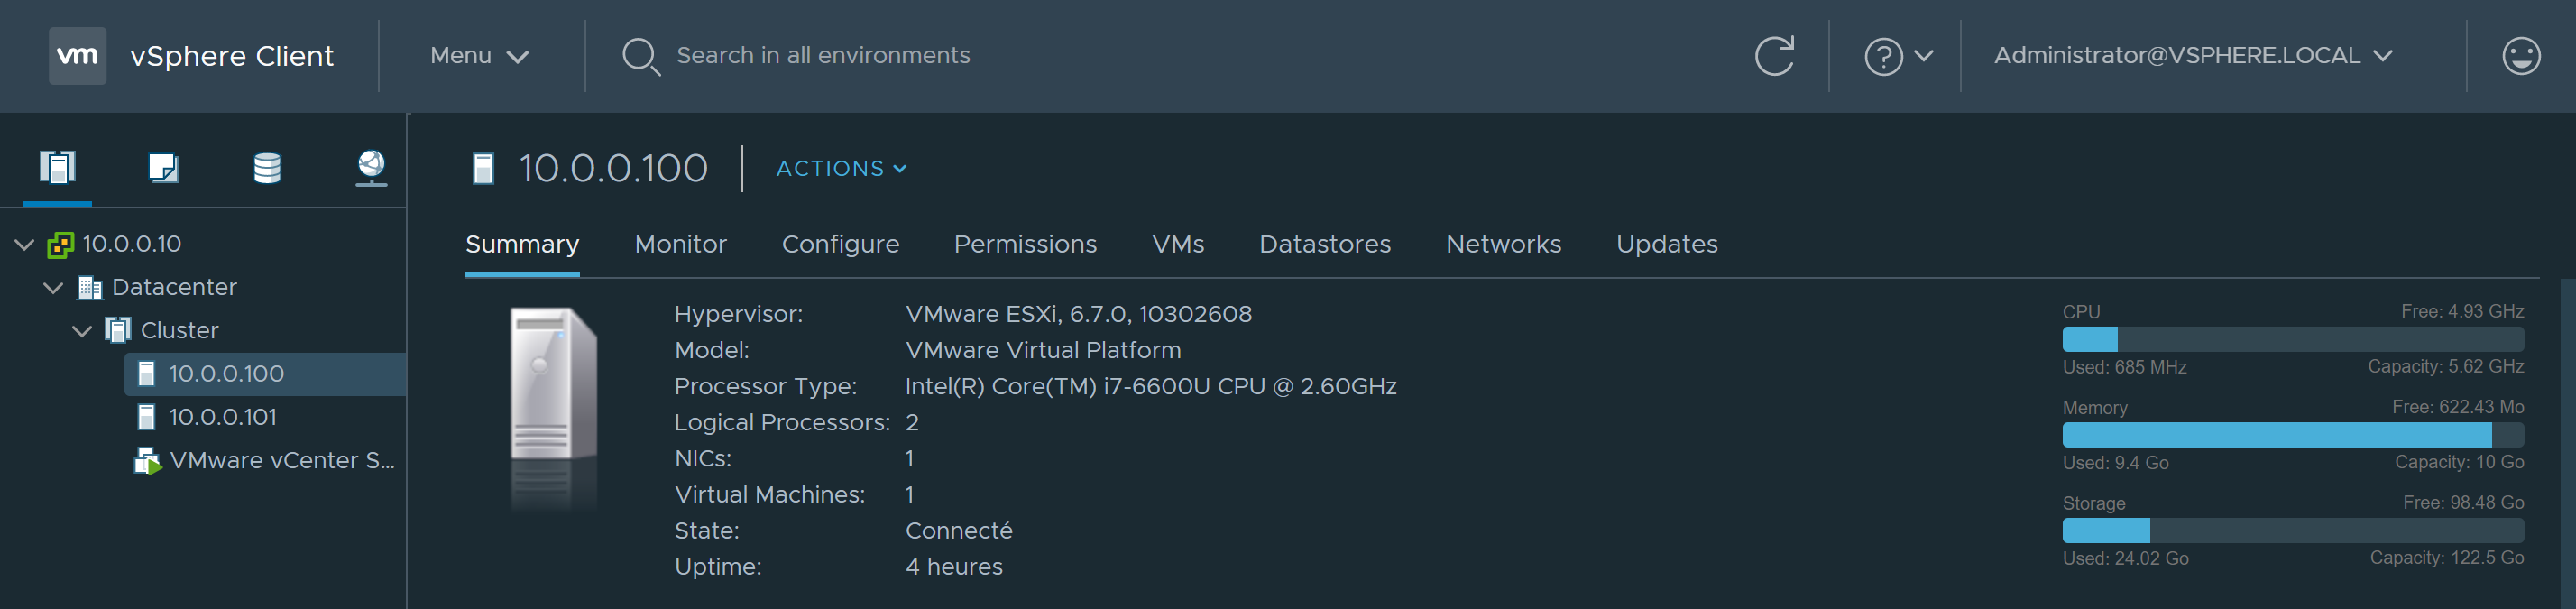 vm vSphere Client Menu Search in all environments ? Administrator@VSPHERE.LOCAL
10.0.0.100 ACTIONS
10.0.0.10
Datacenter
Cluster
10.0.0.100
10.0.0.101
VMware vCenter S...
Summary Monitor Configure Permissions VMs Datastores Networks Updates
Hypervisor: VMware ESXi, 6.7.0, 10302608
Model: VMware Virtual Platform
Processor Type: Intel(R) Core(TM) i7-6600U CPU @ 2.60GHz
Logical Processors: 2
NICs: 1
Virtual Machines: 1
State: Connecté
Uptime: 4 heures
CPU Free: 4.93 GHz
Used: 685 MHz Capacity: 5.62 GHz
Memory Free: 622.43 Mo
Used: 9.4 Go Capacity: 10 Go
Storage Free: 98.48 Go
Used: 24.02 Go Capacity: 122.5 Go